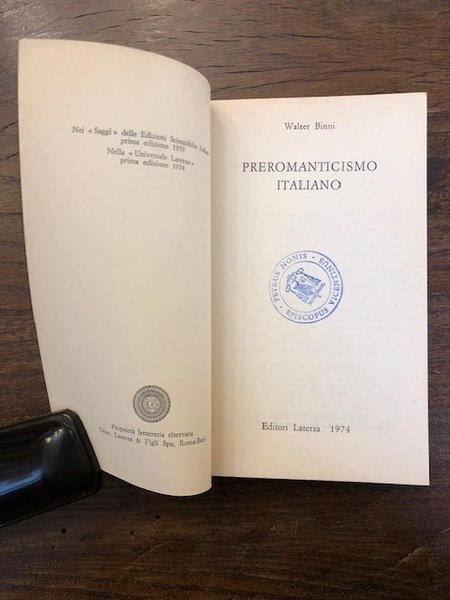 Nei « Saggi » delle Edizioni Scientifiche Italiane
prima edizione 1959
Nella « Universale Laterza »
prima edizione 1974
Proprietà letteraria riservata
Gius. Laterza & Figli Spa, Roma-Bari
Walter Binni
PREROMANTICISMO
ITALIANO
PETRUS NONIS · EPISCOPUS VICENTINUS ·
Editori Laterza 1974